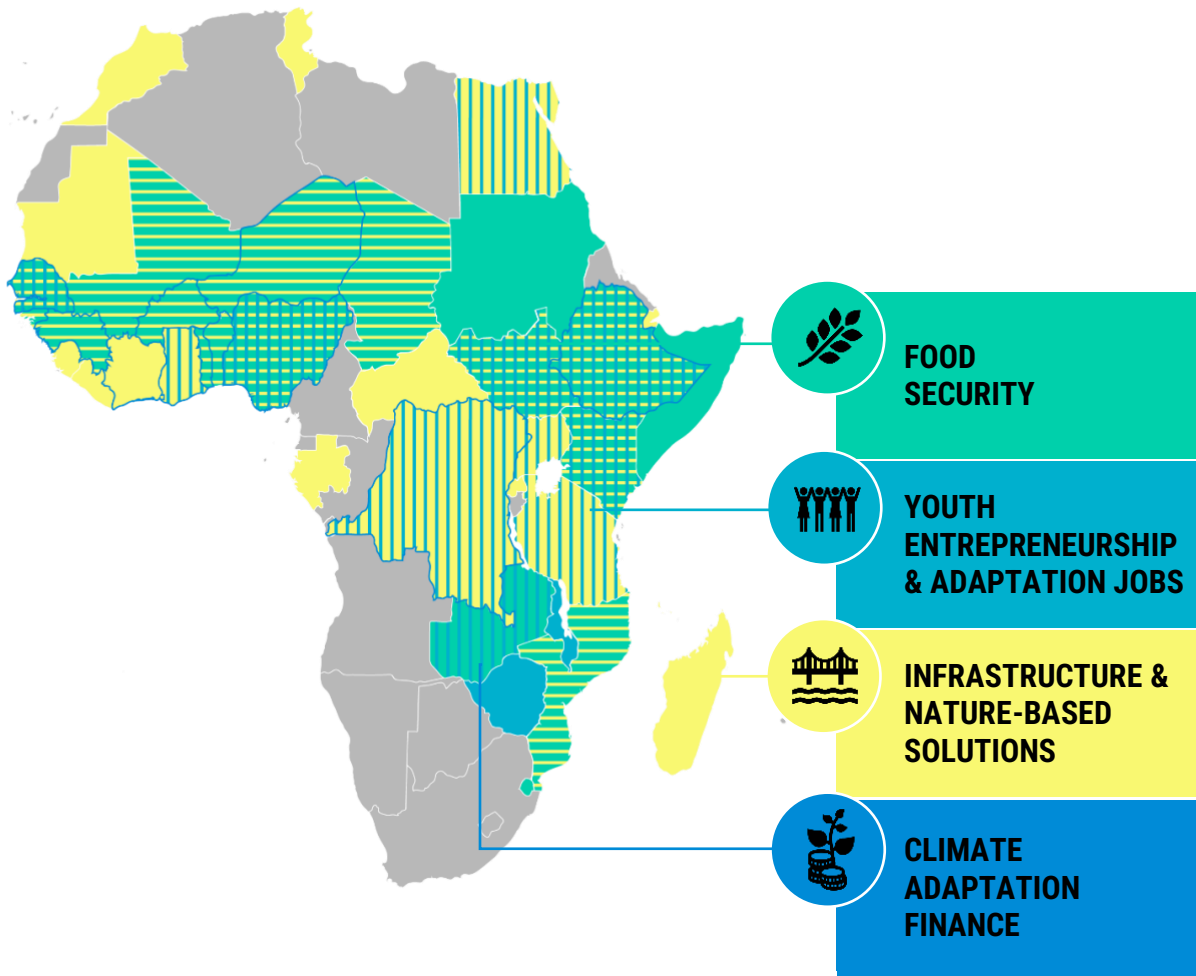 FOOD
SECURITY
YOUTH
ENTREPRENEURSHIP
& ADAPTATION JOBS
INFRASTRUCTURE &
NATURE-BASED
SOLUTIONS
CLIMATE
ADAPTATION
FINANCE